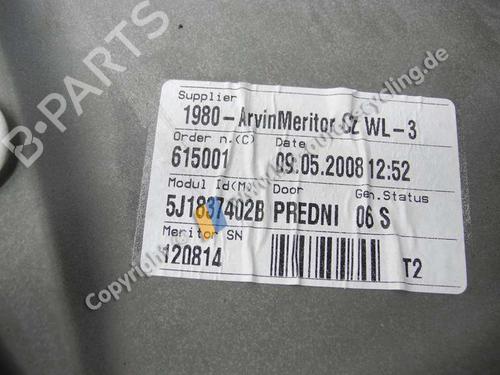 Supplier
1980-ArvinMeritor CZ WL-3
Order n.(C) Date
615001 09.05.2008 12:52
Modul Id(M) Door Gen.Status
5J1837402B PREDNI 06 S
Meritor SN
120814 T2
B-PARTS